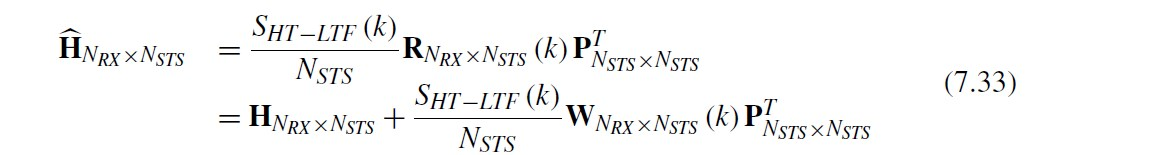 Ĥ_{N_{RX}×N_{STS}} = \frac{S_{HT-LTF}(k)}{N_{STS}} R_{N_{RX}×N_{STS}}(k) P^{T}_{N_{STS}×N_{STS}}
= H_{N_{RX}×N_{STS}} + \frac{S_{HT-LTF}(k)}{N_{STS}} W_{N_{RX}×N_{STS}}(k) P^{T}_{N_{STS}×N_{STS}} (7.33)